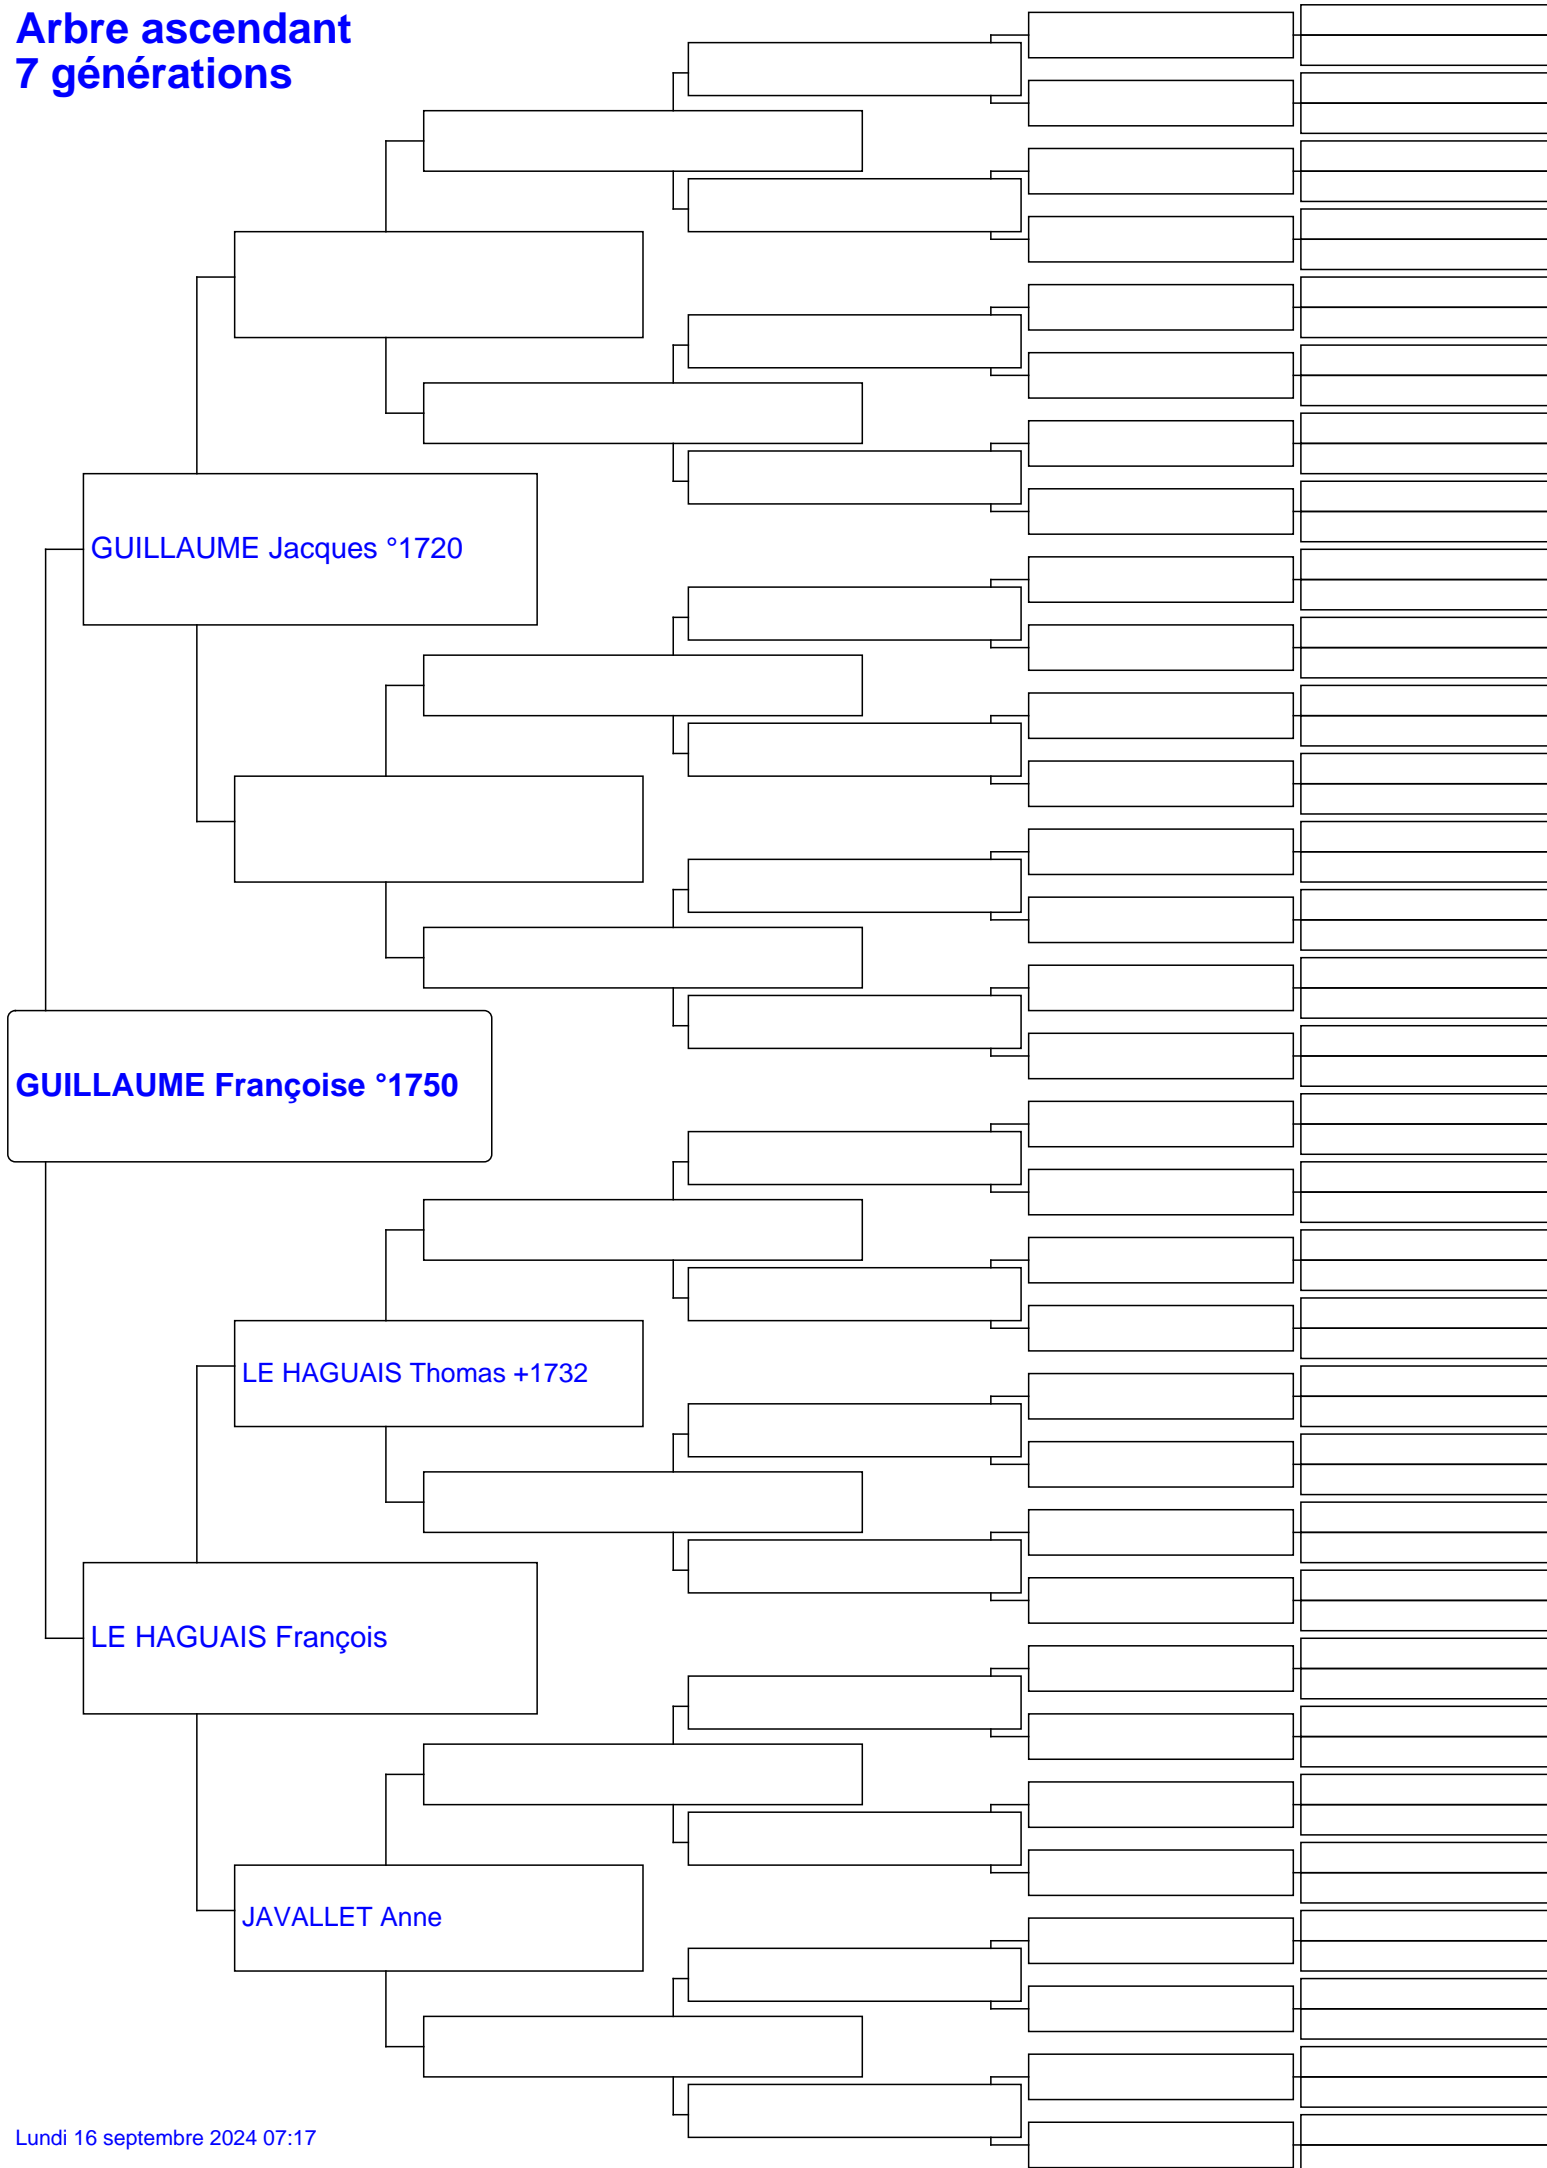 Arbre ascendant
7 générations
GUILLAUME Jacques °1720
GUILLAUME Françoise °1750
LE HAGUAIS Thomas +1732
LE HAGUAIS François
JAVALLET Anne
Lundi 16 septembre 2024 07:17